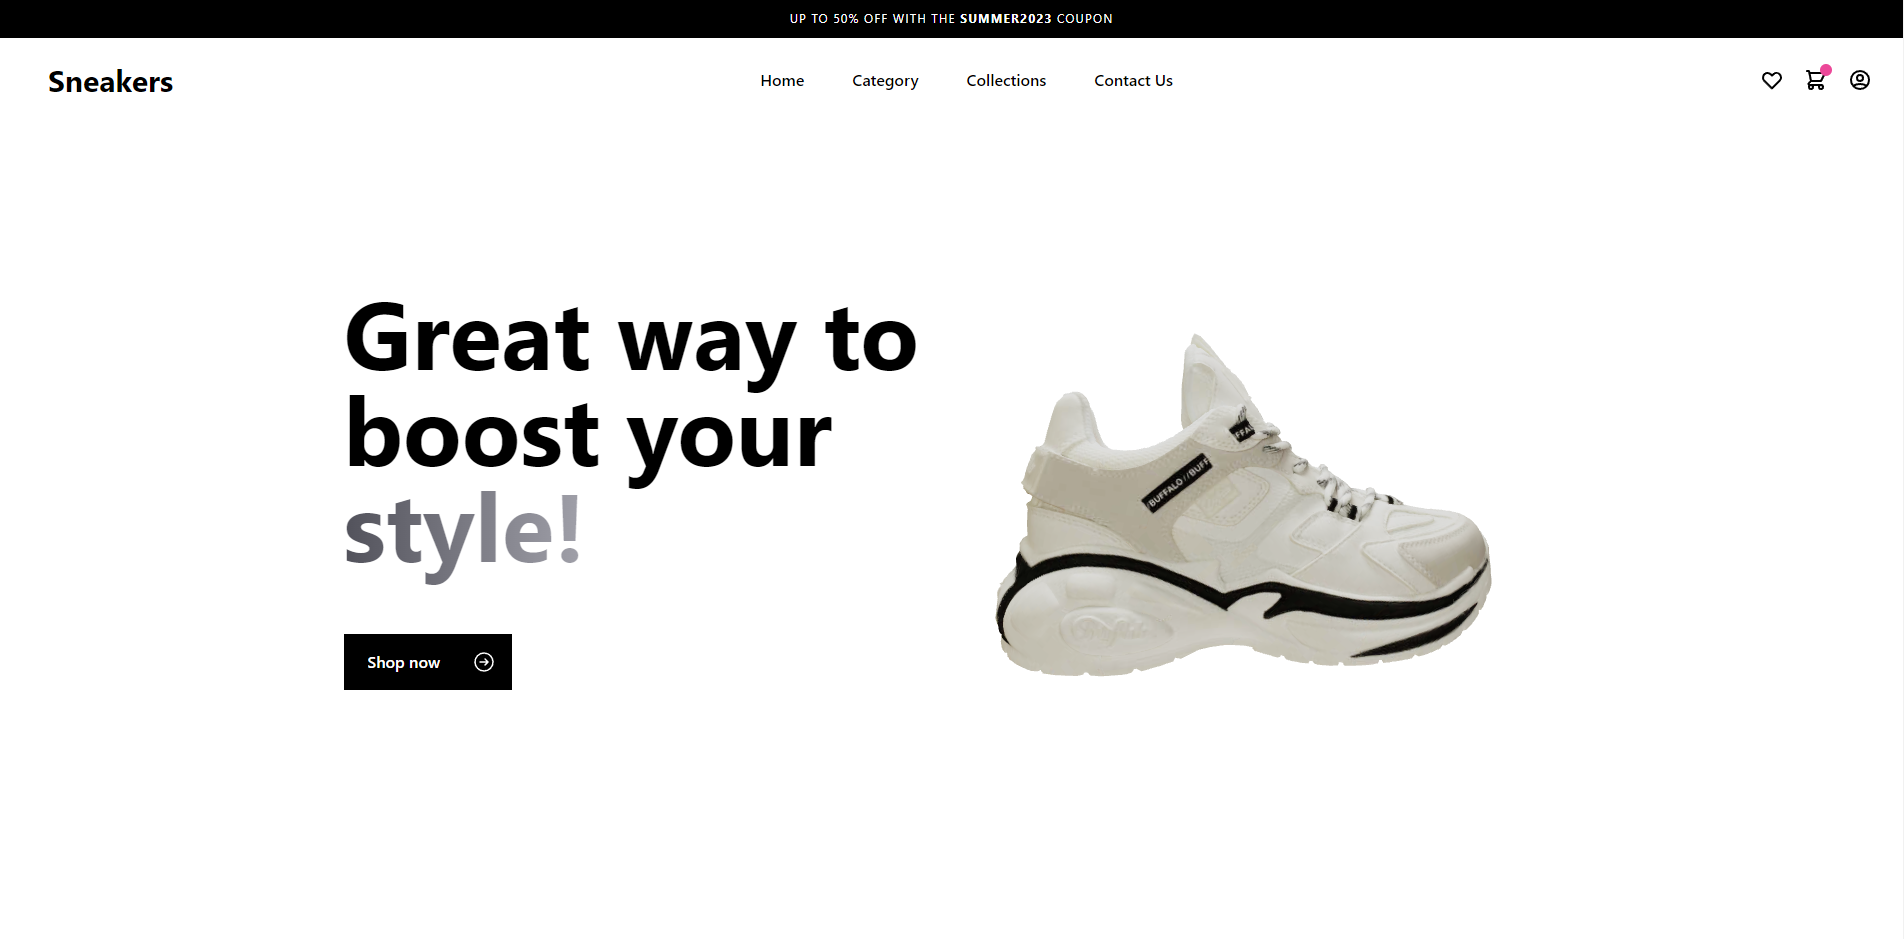 UP TO 50% OFF WITH THE SUMMER2023 COUPON
Sneakers
Home
Category
Collections
Contact Us
Great way to
boost your
style!
BUFFALO // BUFF
FFAL
Shop now